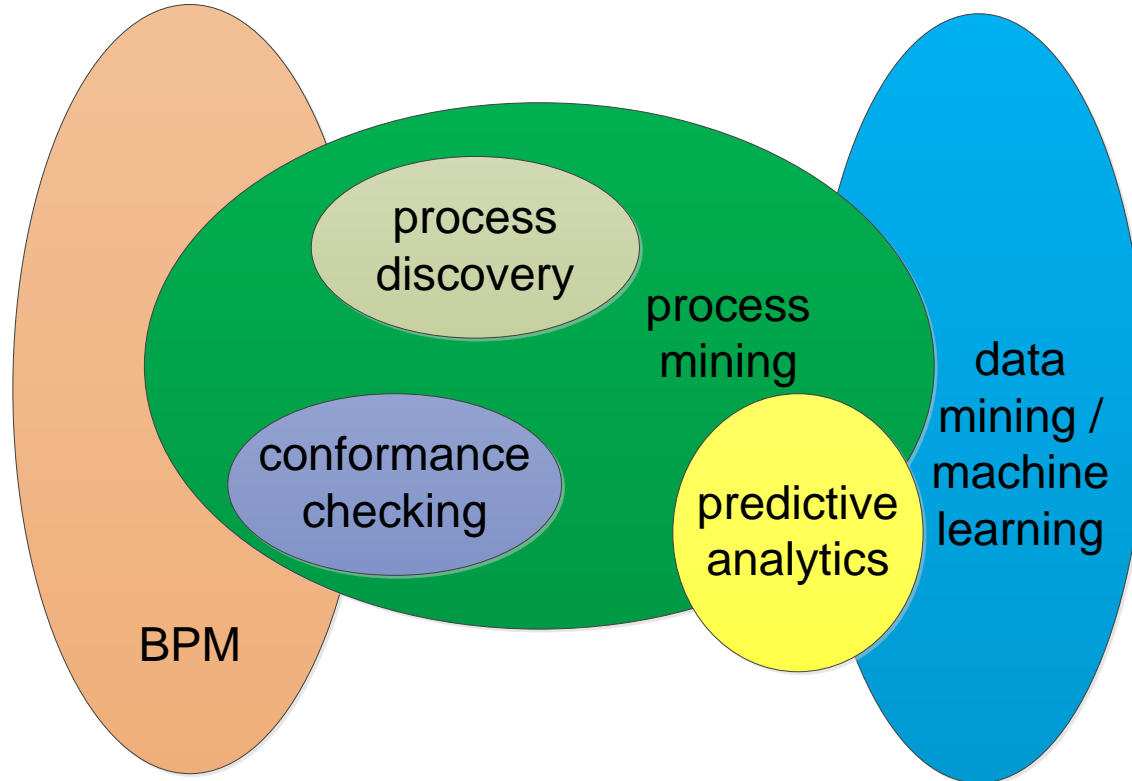 process
discovery
process
mining
conformance
checking
predictive
analytics
data
mining /
machine
learning
BPM